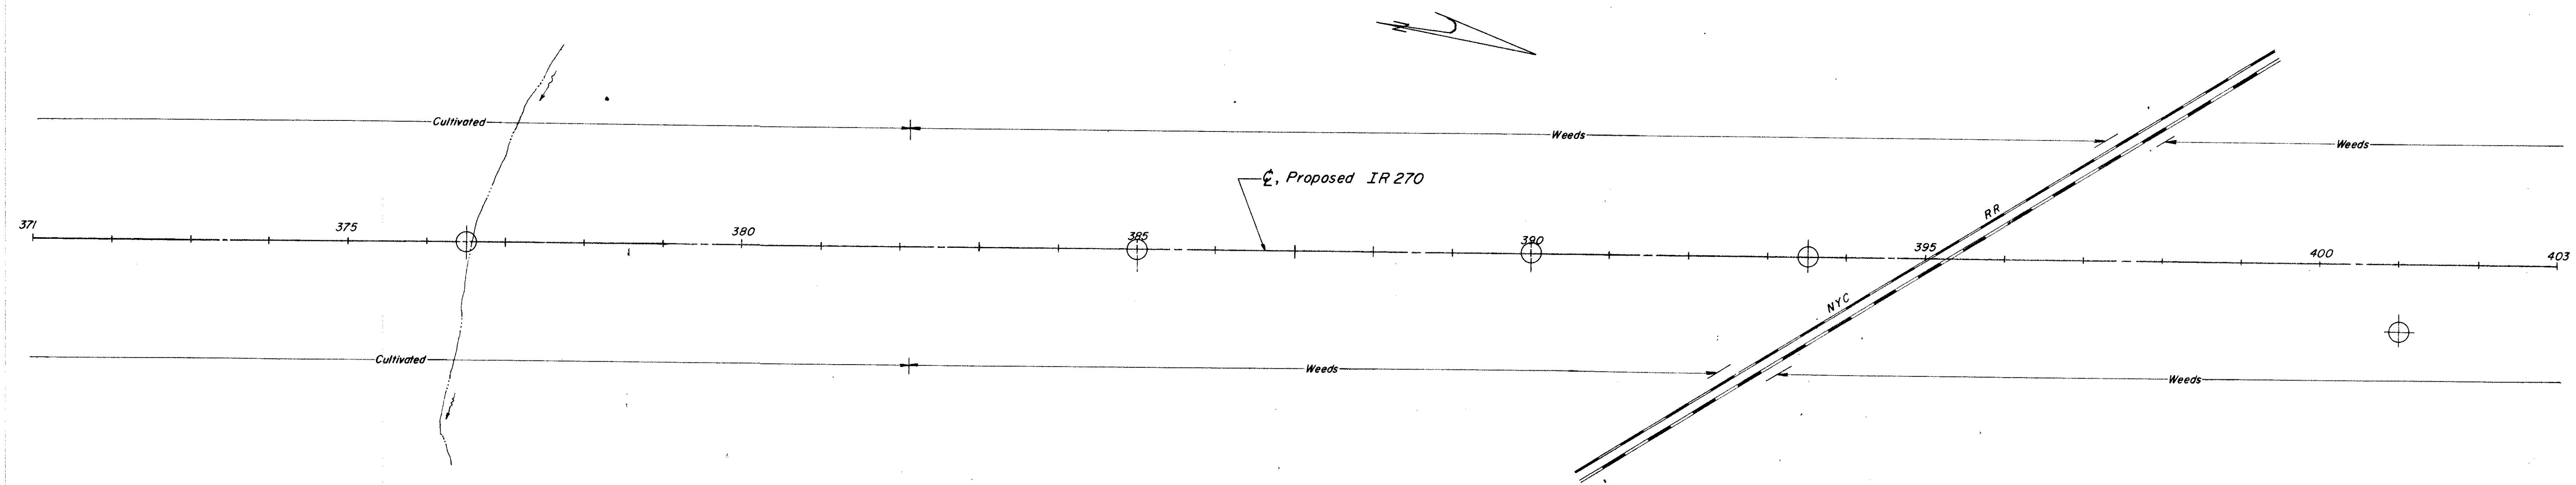 N
Cultivated
Weeds
Weeds
℄, Proposed IR 270
371
375
380
385
390
395
400
403
RR
NYC
Cultivated
Weeds
Weeds